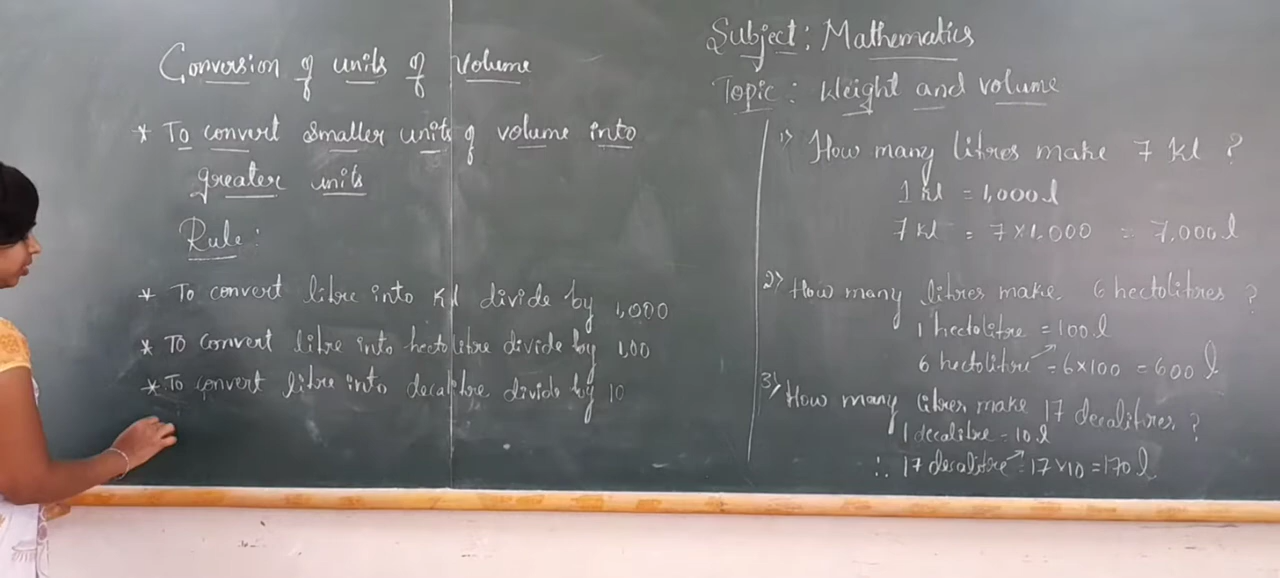 Subject: Mathematics
Topic: Weight and volume
Conversion of units of Volume
* To convert Smaller units of volume into
greater units
Rule:
* To convert litre into Kl divide by 1,000
* To convert litre into hectolitre divide by 1,00
* To convert litre into decalitre divide by 10
1) How many litres make 7 Kl ?
1 Kl = 1,000 l
7 Kl = 7 × 1,000 = 7,000 l
2) How many litres make 6 hectolitres ?
1 hectolitre = 100 l
6 hectolitre = 6 × 100 = 600 l
3) How many litres make 17 decalitres ?
1 decalitre = 10 l
∴ 17 decalitre = 17 × 10 = 170 l